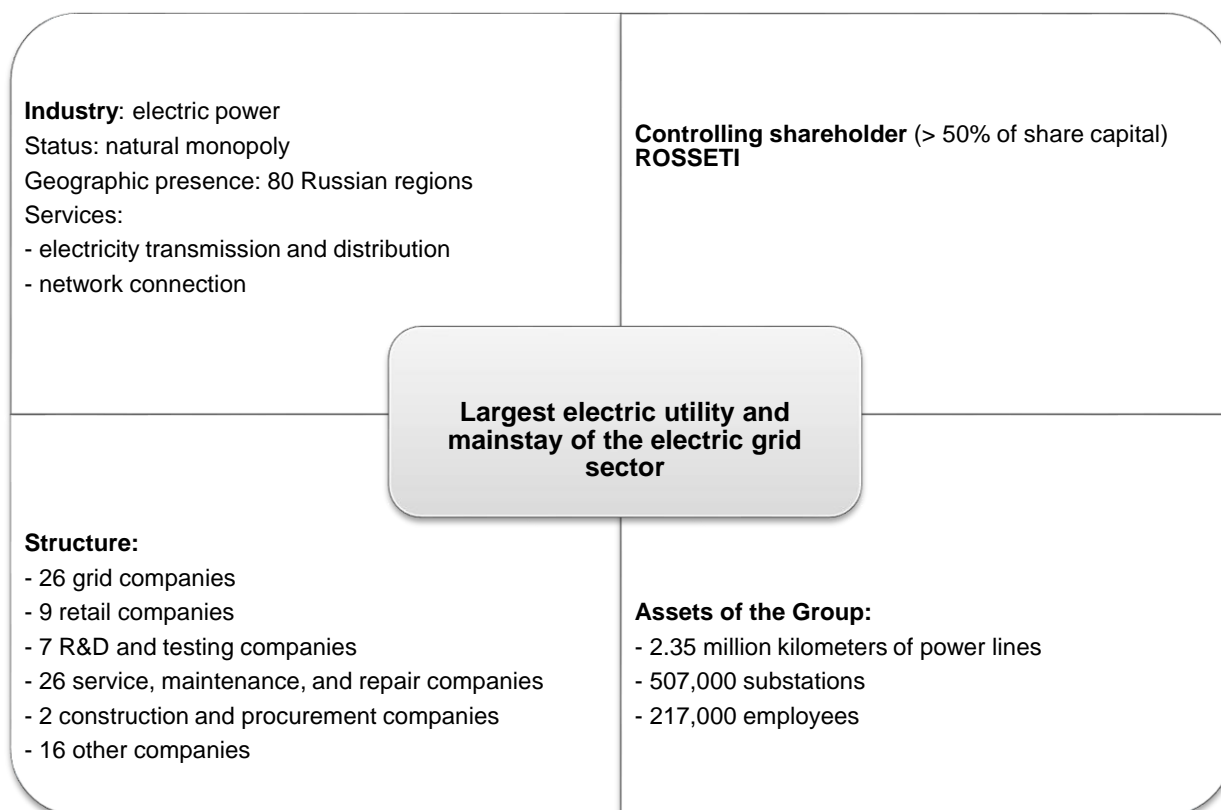 Industry: electric power
Status: natural monopoly
Geographic presence: 80 Russian regions
Services:
- electricity transmission and distribution
- network connection
Controlling shareholder (> 50% of share capital)
ROSSETI
Largest electric utility and
mainstay of the electric grid
sector
Structure:
- 26 grid companies
- 9 retail companies
- 7 R&D and testing companies
- 26 service, maintenance, and repair companies
- 2 construction and procurement companies
- 16 other companies
Assets of the Group:
- 2.35 million kilometers of power lines
- 507,000 substations
- 217,000 employees